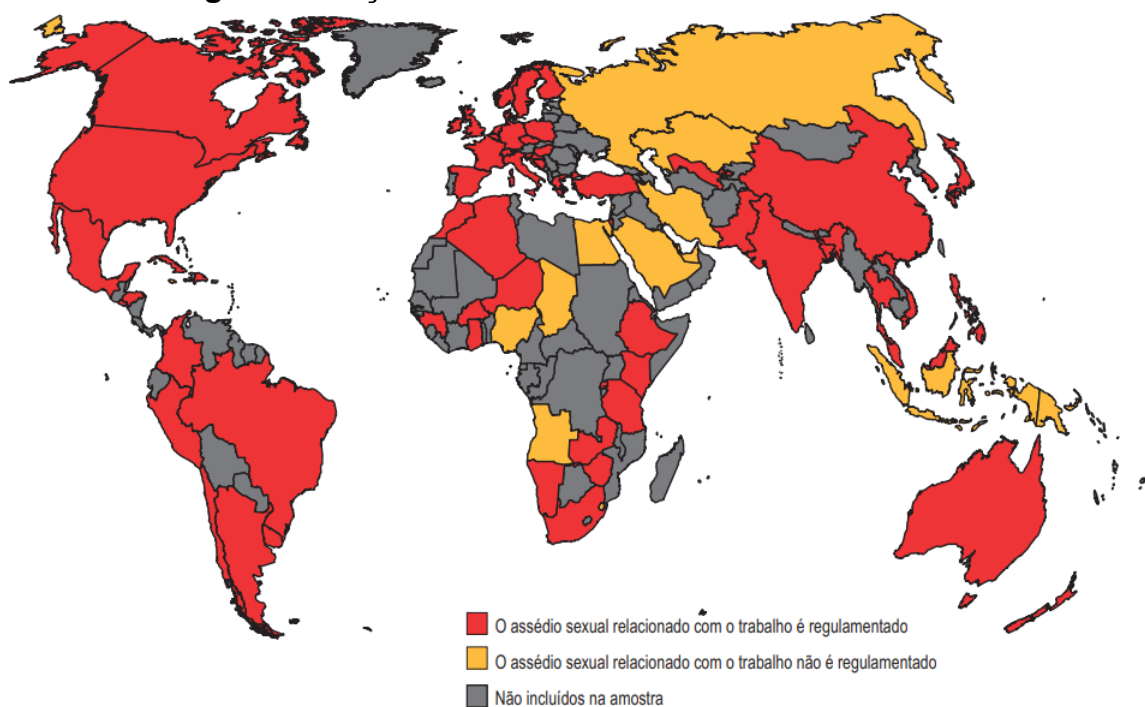 O assédio sexual relacionado com o trabalho é regulamentado
O assédio sexual relacionado com o trabalho não é regulamentado
Não incluídos na amostra